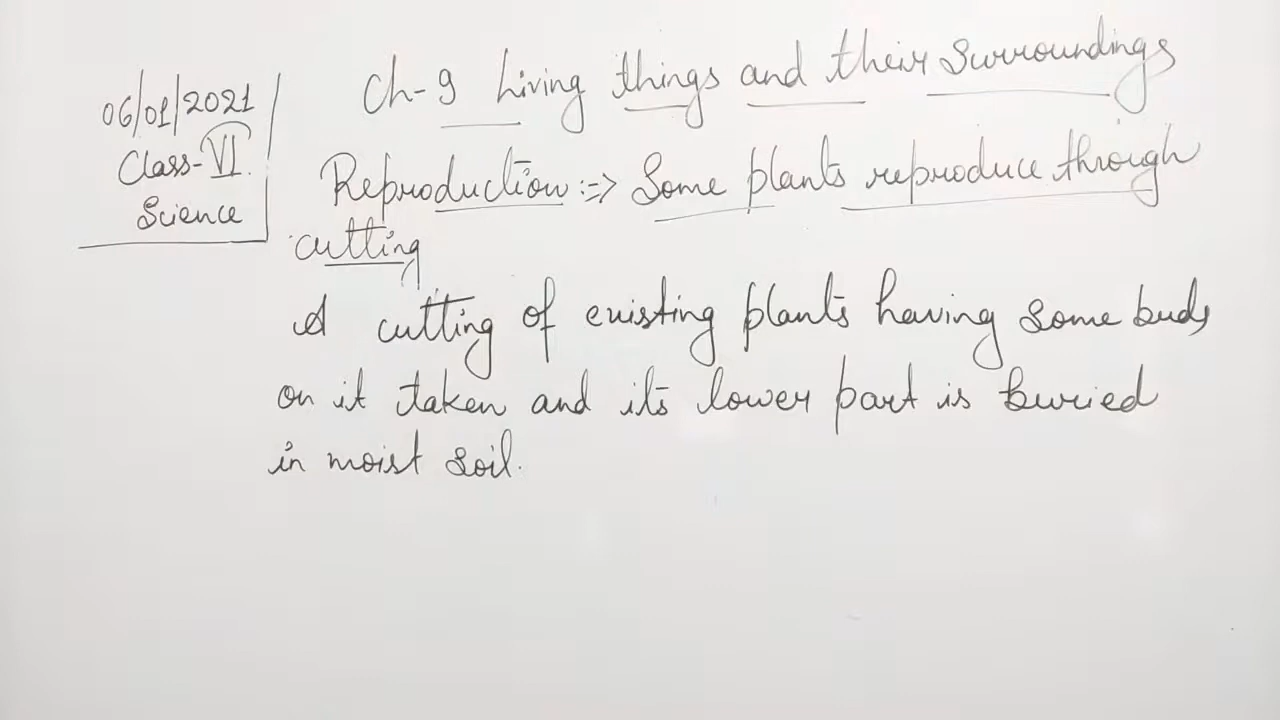 06/01/2021
Class-VI.
Science
Ch-9 Living things and their surroundings
Reproduction :=> Some plants reproduce through
cutting
A cutting of existing plants having some buds
on it taken and its lower part is buried
in moist soil.